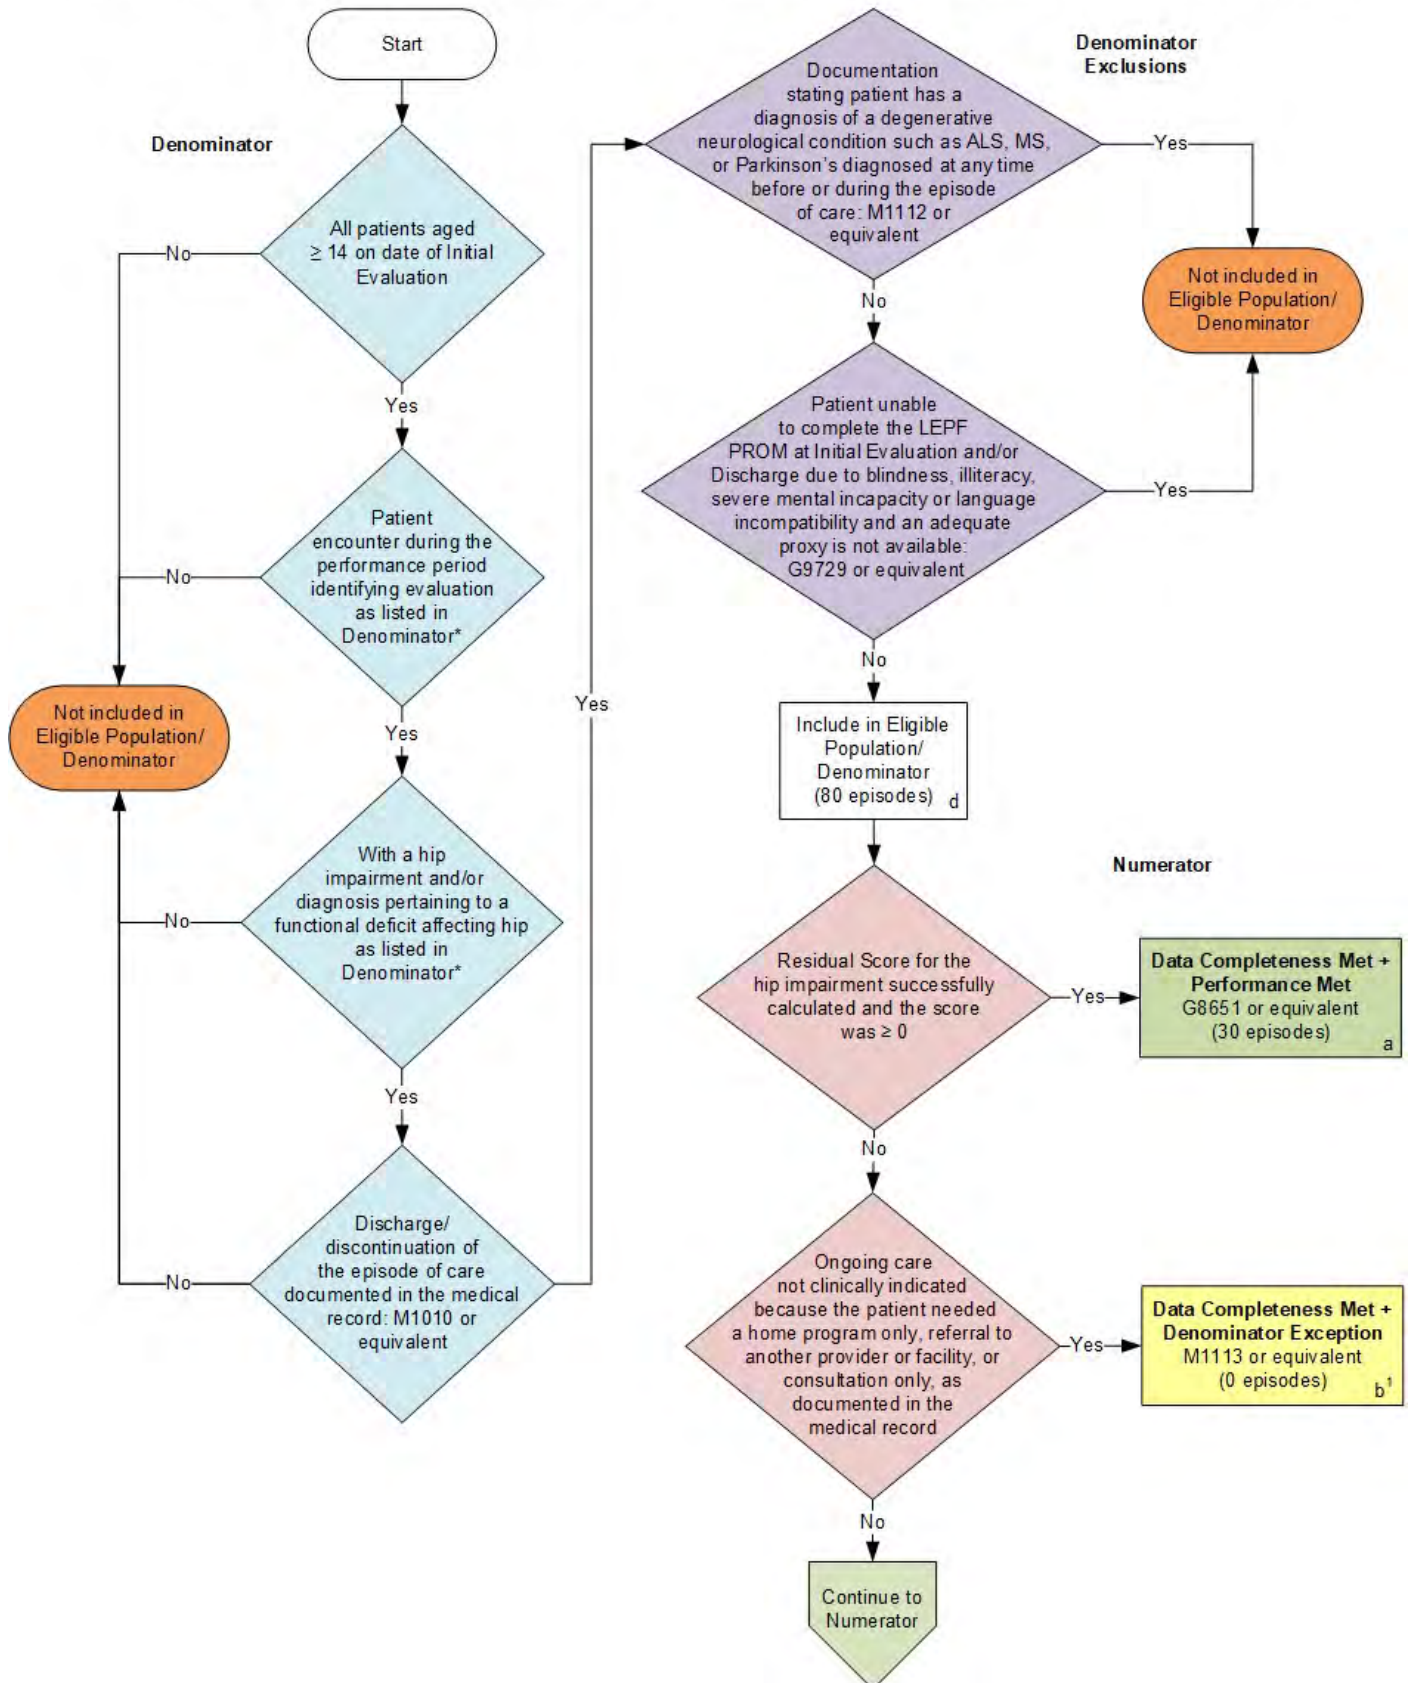 Start
Denominator
All patients aged
≥ 14 on date of Initial
Evaluation
No
Yes
Patient
encounter during the
performance period
identifying evaluation
as listed in
Denominator*
No
Yes
Not included in
Eligible Population/
Denominator
With a hip
impairment and/or
diagnosis pertaining to a
functional deficit affecting hip
as listed in
Denominator*
No
Yes
Discharge/
discontinuation of
the episode of care
documented in the medical
record: M1010 or
equivalent
No
Yes
Denominator
Exclusions
Documentation
stating patient has a
diagnosis of a degenerative
neurological condition such as ALS, MS,
or Parkinson's diagnosed at any time
before or during the episode
of care: M1112 or
equivalent
Yes
No
Not included in
Eligible Population/
Denominator
Patient unable
to complete the LEPF
PROM at Initial Evaluation and/or
Discharge due to blindness, illiteracy,
severe mental incapacity or language
incompatibility and an adequate
proxy is not available:
G9729 or equivalent
Yes
No
Include in Eligible
Population/
Denominator
(80 episodes)
d
Numerator
Residual Score for the
hip impairment successfully
calculated and the score
was ≥ 0
Yes
Data Completeness Met +
Performance Met
G8651 or equivalent
(30 episodes)
a
No
Ongoing care
not clinically indicated
because the patient needed
a home program only, referral to
another provider or facility, or
consultation only, as
documented in the
medical record
Yes
Data Completeness Met +
Denominator Exception
M1113 or equivalent
(0 episodes)
b¹
No
Continue to
Numerator